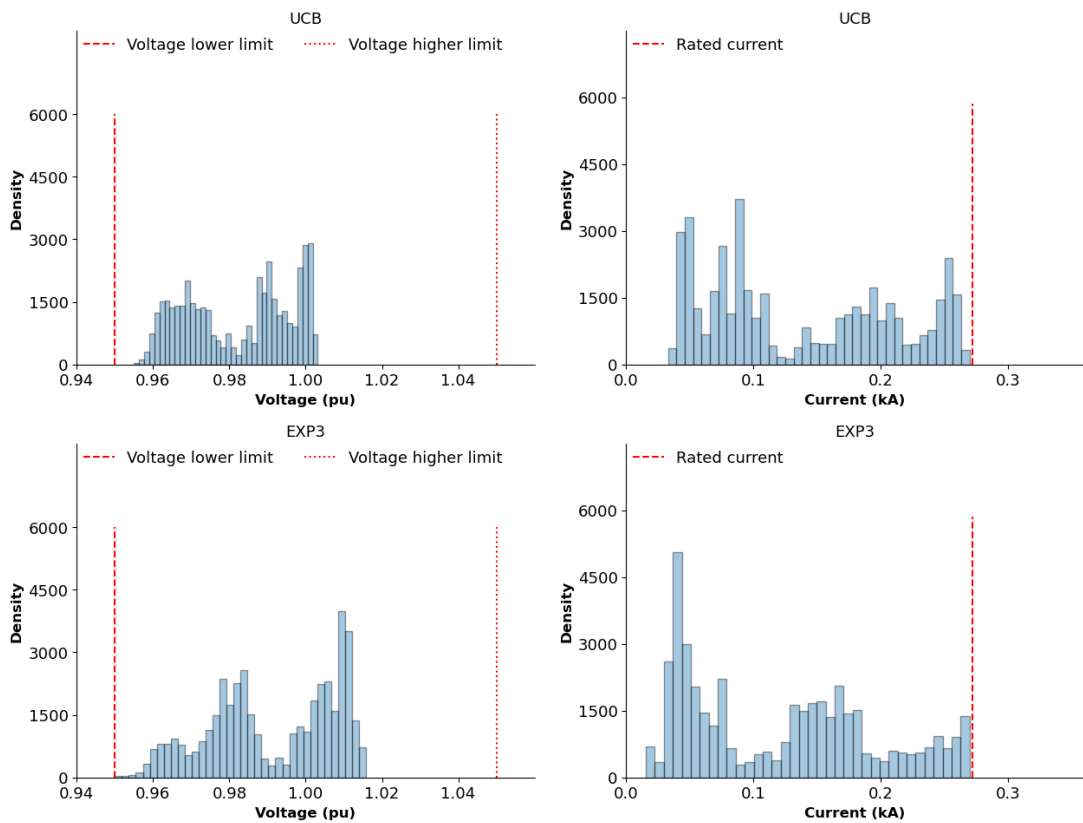 UCB
Voltage lower limit Voltage higher limit
6000
4500
3000
1500
0
Density
0.94 0.96 0.98 1.00 1.02 1.04
Voltage (pu)
UCB
Rated current
6000
4500
3000
1500
0
Density
0.0 0.1 0.2 0.3
Current (kA)
EXP3
Voltage lower limit Voltage higher limit
6000
4500
3000
1500
0
Density
0.94 0.96 0.98 1.00 1.02 1.04
Voltage (pu)
EXP3
Rated current
6000
4500
3000
1500
0
Density
0.0 0.1 0.2 0.3
Current (kA)